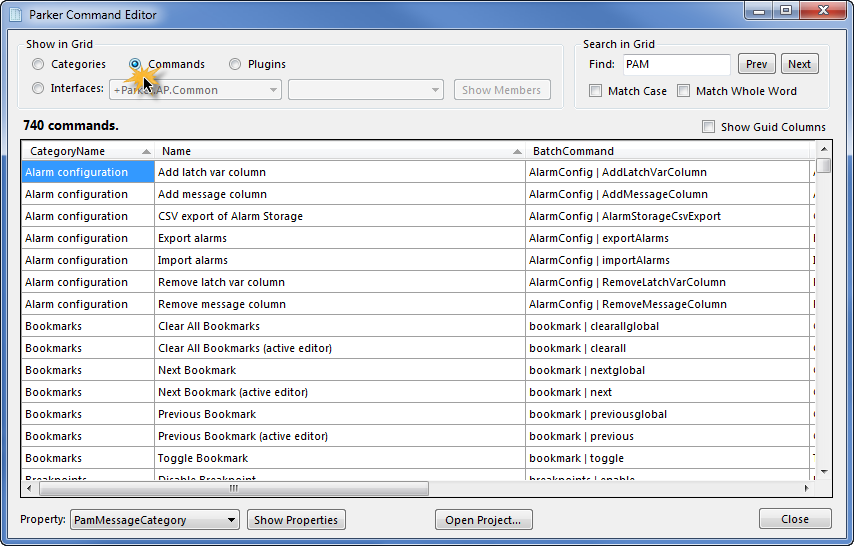 Parker Command Editor
Show in Grid
Categories Commands Plugins
Interfaces: +Parker IAP.Common Show Members
Search in Grid
Find: PAM Prev Next
Match Case Match Whole Word
740 commands.
Show Guid Columns
CategoryName Name BatchCommand
Alarm configuration Add latch var column AlarmConfig | AddLatchVarColumn
Alarm configuration Add message column AlarmConfig | AddMessageColumn
Alarm configuration CSV export of Alarm Storage AlarmConfig | AlarmStorageCsvExport
Alarm configuration Export alarms AlarmConfig | exportAlarms
Alarm configuration Import alarms AlarmConfig | importAlarms
Alarm configuration Remove latch var column AlarmConfig | RemoveLatchVarColumn
Alarm configuration Remove message column AlarmConfig | RemoveMessageColumn
Bookmarks Clear All Bookmarks bookmark | clearallglobal
Bookmarks Clear All Bookmarks (active editor) bookmark | clearall
Bookmarks Next Bookmark bookmark | nextglobal
Bookmarks Next Bookmark (active editor) bookmark | next
Bookmarks Previous Bookmark bookmark | previousglobal
Bookmarks Previous Bookmark (active editor) bookmark | previous
Bookmarks Toggle Bookmark bookmark | toggle
Breakpoints Disable Breakpoint breakpoints | enable
Property: PamMessageCategory Show Properties Open Project... Close